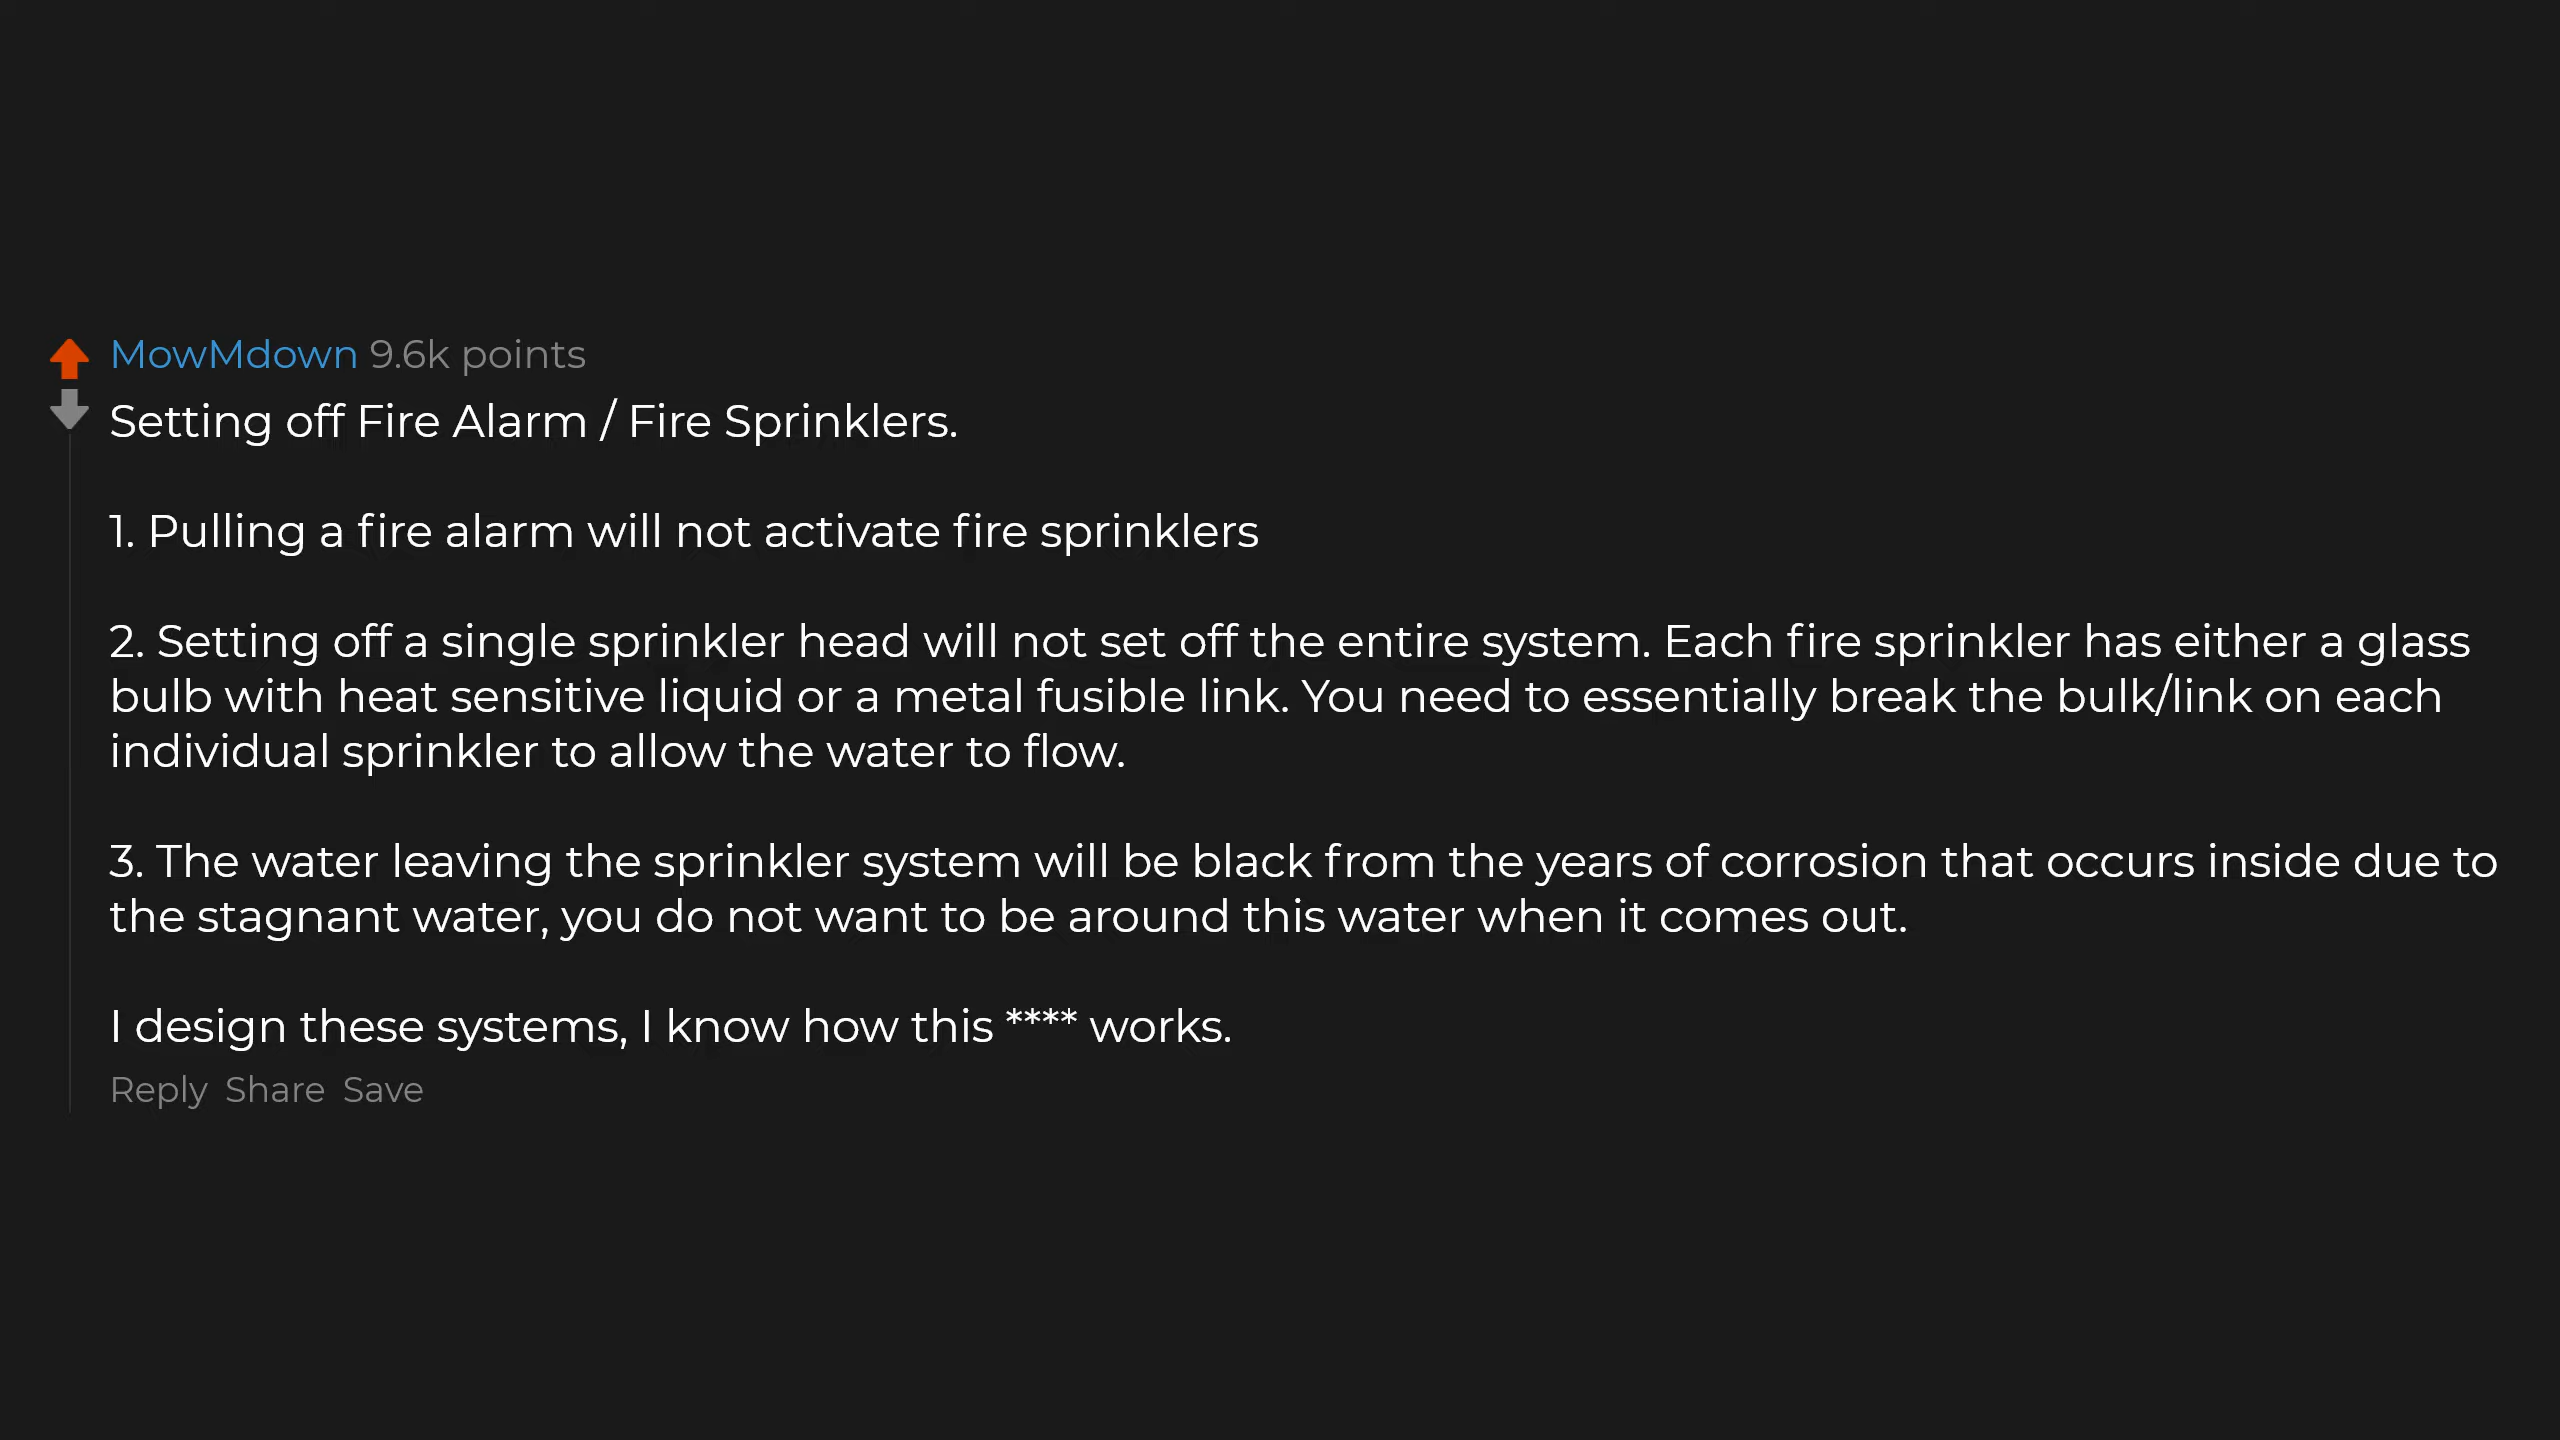 MowMdown 9.6k points
Setting off Fire Alarm / Fire Sprinklers.
1. Pulling a fire alarm will not activate fire sprinklers
2. Setting off a single sprinkler head will not set off the entire system. Each fire sprinkler has either a glass
bulb with heat sensitive liquid or a metal fusible link. You need to essentially break the bulk/link on each
individual sprinkler to allow the water to flow.
3. The water leaving the sprinkler system will be black from the years of corrosion that occurs inside due to
the stagnant water, you do not want to be around this water when it comes out.
I design these systems, I know how this **** works.
Reply Share Save